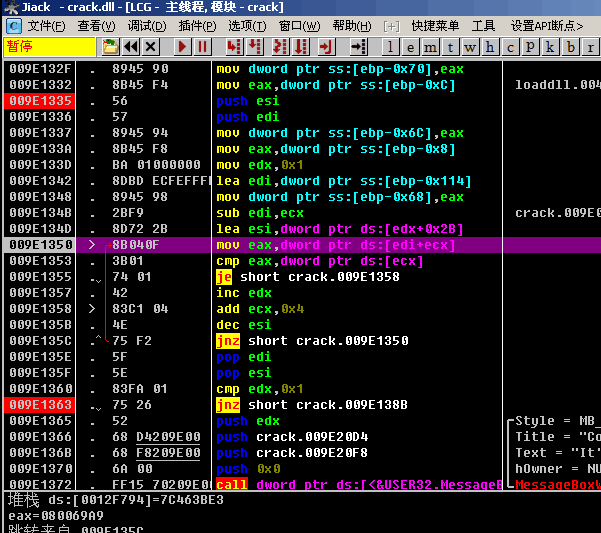 Jiack - crack.dll - [LCG - 主线程, 模块 - crack]
C 文件(F) 查看(V) 调试(D) 插件(P) 选项(T) 窗口(W) 帮助(H) [+] 快捷菜单 工具 设置API断点>
暂停 l e m t w h c P k b r
009E132F . 8945 90 mov dword ptr ss:[ebp-0x70],eax
009E1332 . 8B45 F4 mov eax,dword ptr ss:[ebp-0xC] loaddll.004
009E1335 . 56 push esi
009E1336 . 57 push edi
009E1337 . 8945 94 mov dword ptr ss:[ebp-0x6C],eax
009E133A . 8B45 F8 mov eax,dword ptr ss:[ebp-0x8]
009E133D . BA 01000000 mov edx,0x1
009E1342 . 8DBD ECFEFFFF lea edi,dword ptr ss:[ebp-0x114]
009E1348 . 8945 98 mov dword ptr ss:[ebp-0x68],eax
009E134B . 2BF9 sub edi,ecx crack.009E0
009E134D . 8D72 2B lea esi,dword ptr ds:[edx+0x2B]
009E1350 > 8B040F mov eax,dword ptr ds:[edi+ecx]
009E1353 . 3B01 cmp eax,dword ptr ds:[ecx]
009E1355 . 74 01 je short crack.009E1358
009E1357 . 42 inc edx
009E1358 > 83C1 04 add ecx,0x4
009E135B . 4E dec esi
009E135C .^ 75 F2 jnz short crack.009E1350
009E135E . 5F pop edi
009E135F . 5E pop esi
009E1360 . 83FA 01 cmp edx,0x1
009E1363 . 75 26 jnz short crack.009E138B
009E1365 . 52 push edx Style = MB_
009E1366 . 68 D4209E00 push crack.009E20D4 Title = "Co
009E136B . 68 F8209E00 push crack.009E20F8 Text = "It'
009E1370 . 6A 00 push 0x0 hOwner = NU
009E1372 . FF15 70209E00 call dword ptr ds:[<&USER32.MessageB MessageBoxW
堆栈 ds:[0012F794]=7C463BE3
eax=080069A9
跳转来自 009E135C